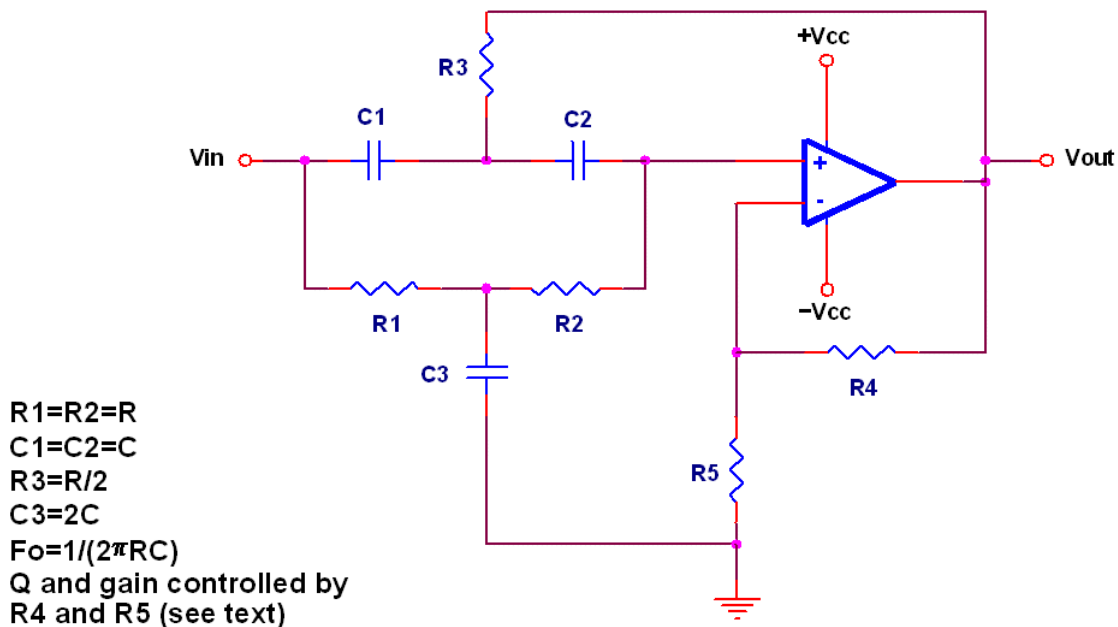 +Vcc
R3
C1
C2
Vin
+
Vout
-
R1
R2
−Vcc
C3
R4
R1=R2=R
C1=C2=C
R5
R3=R/2
C3=2C
Fo=1/(2πRC)
Q and gain controlled by
R4 and R5 (see text)